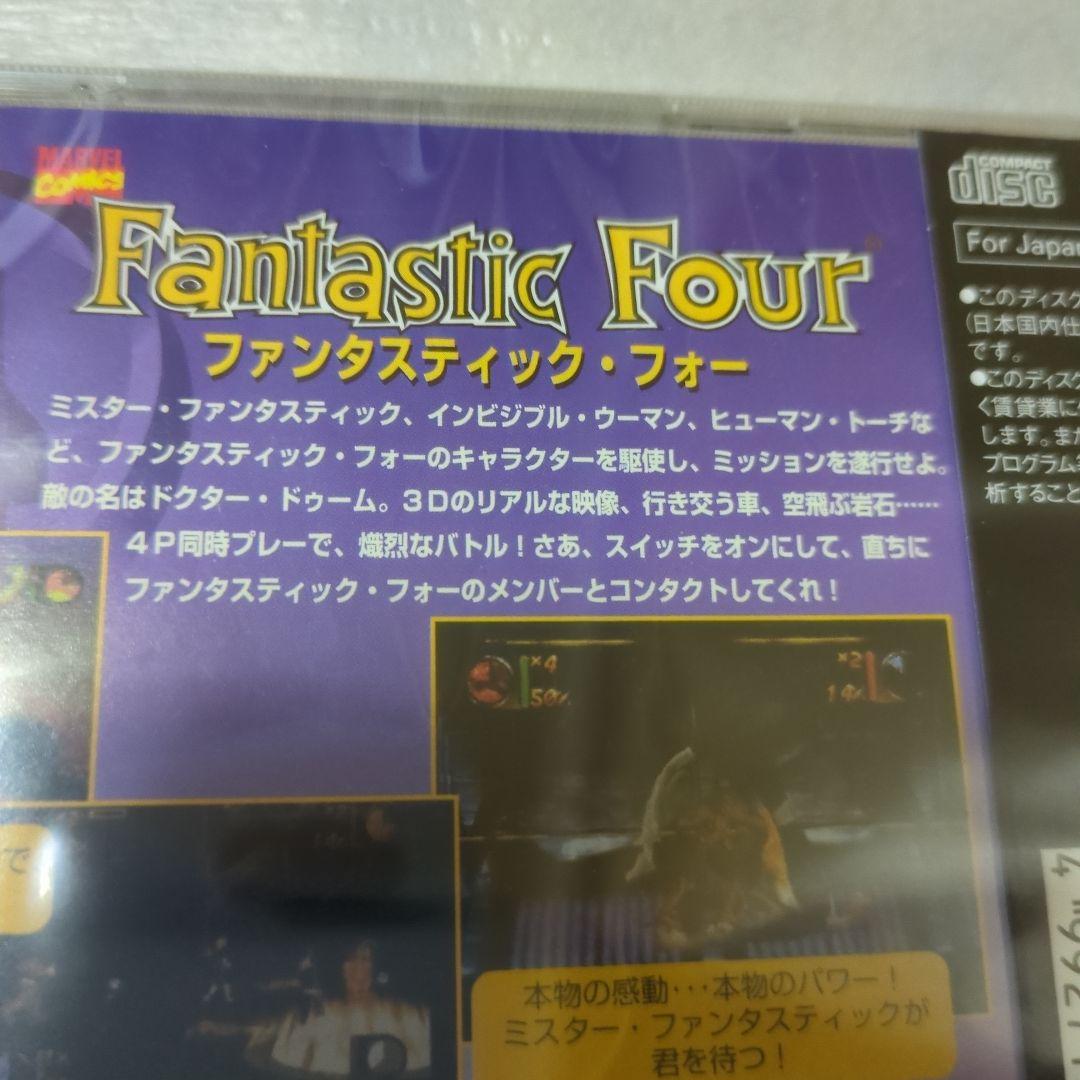 MARVEL
COMICS
Fantastic Four
ファンタスティック・フォー
ミスター・ファンタスティック、インビジブル・ウーマン、ヒューマン・トーチな
ど、ファンタスティック・フォーのキャラクターを駆使し、ミッションを遂行せよ。
敵の名はドクター・ドゥーム。3Dのリアルな映像、行き交う車、空飛ぶ岩石……
4P同時プレーで、熾烈なバトル！さあ、スイッチをオンにして、直ちに
ファンタスティック・フォーのメンバーとコンタクトしてくれ！
×4
50%
×2
14%
で
本物の感動…本物のパワー！
ミスター・ファンタスティックが
君を待つ！
COMPACT
disc
For Japan
●このディスク
(日本国内仕
です。
●このディスク
く賃貸業に
します。また
プログラムを
析すること